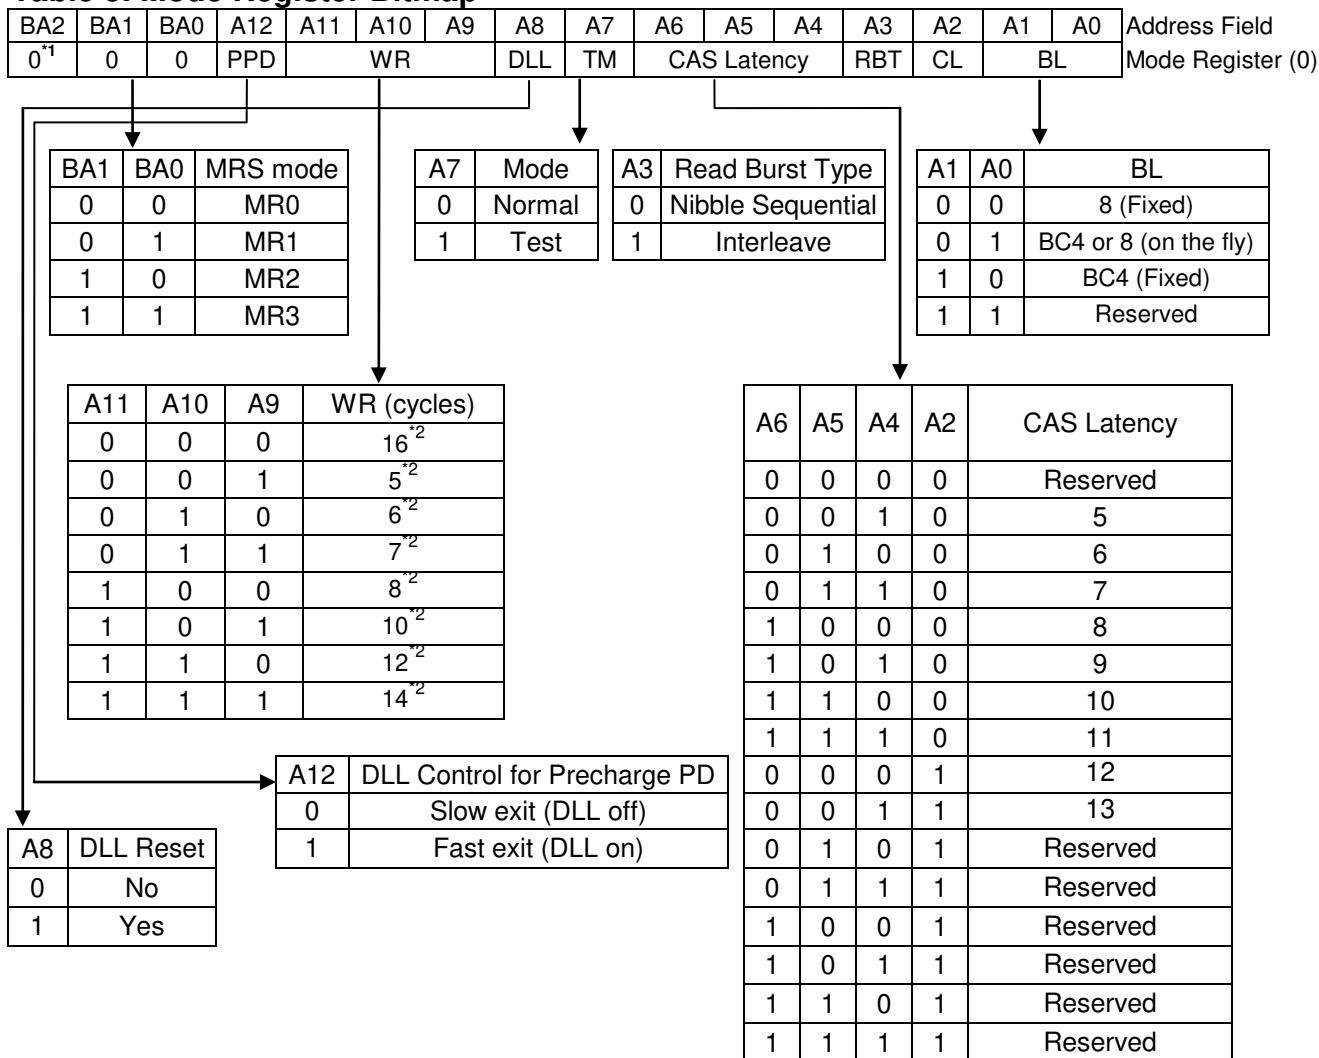 BA2 BA1 BA0 A12 A11 A10 A9 A8 A7 A6 A5 A4 A3 A2 A1 A0 Address Field
0*1 0 0 PPD WR DLL TM CAS Latency RBT CL BL Mode Register (0)
BA1 BA0 MRS mode
0 0 MR0
0 1 MR1
1 0 MR2
1 1 MR3
A7 Mode
0 Normal
1 Test
A3 Read Burst Type
0 Nibble Sequential
1 Interleave
A1 A0 BL
0 0 8 (Fixed)
0 1 BC4 or 8 (on the fly)
1 0 BC4 (Fixed)
1 1 Reserved
A11 A10 A9 WR (cycles)
0 0 0 16*2
0 0 1 5*2
0 1 0 6*2
0 1 1 7*2
1 0 0 8*2
1 0 1 10*2
1 1 0 12*2
1 1 1 14*2
A6 A5 A4 A2 CAS Latency
0 0 0 0 Reserved
0 0 1 0 5
0 1 0 0 6
0 1 1 0 7
1 0 0 0 8
1 0 1 0 9
1 1 0 0 10
1 1 1 0 11
0 0 0 1 12
0 0 1 1 13
0 1 0 1 Reserved
0 1 1 1 Reserved
1 0 0 1 Reserved
1 0 1 1 Reserved
1 1 0 1 Reserved
1 1 1 1 Reserved
A12 DLL Control for Precharge PD
0 Slow exit (DLL off)
1 Fast exit (DLL on)
A8 DLL Reset
0 No
1 Yes